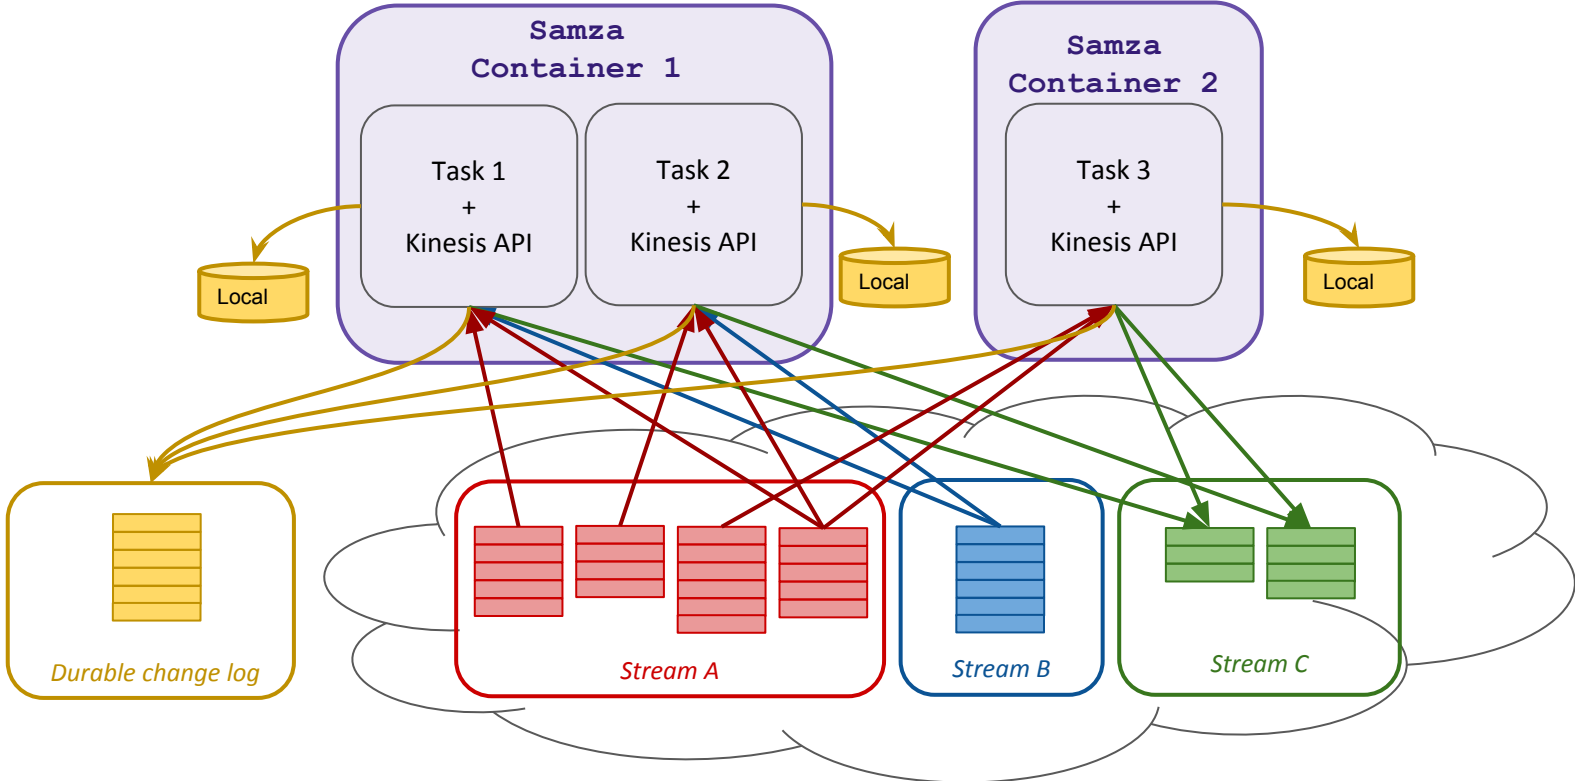 Samza
Container 1
Samza
Container 2
Task 1
+
Kinesis API
Task 2
+
Kinesis API
Task 3
+
Kinesis API
Local
Local
Local
Durable change log
Stream A
Stream B
Stream C